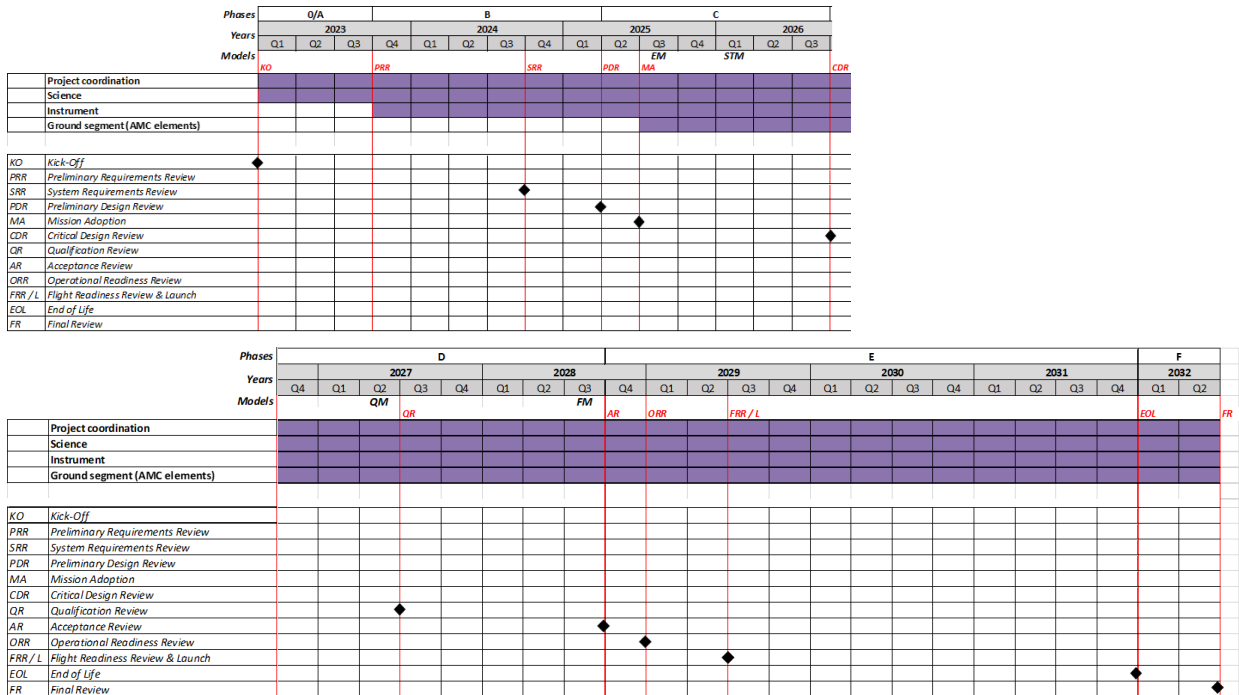 Phases 0/A B C
Years 2023 2024 2025 2026
Q1 Q2 Q3 Q4 Q1 Q2 Q3 Q4 Q1 Q2 Q3 Q4 Q1 Q2 Q3
Models EM STM
KO PRR SRR PDR MA CDR
Project coordination
Science
Instrument
Ground segment (AMC elements)
KO Kick-Off
PRR Preliminary Requirements Review
SRR System Requirements Review
PDR Preliminary Design Review
MA Mission Adoption
CDR Critical Design Review
QR Qualification Review
AR Acceptance Review
ORR Operational Readiness Review
FRR / L Flight Readiness Review & Launch
EOL End of Life
FR Final Review
Phases D E F
Years 2027 2028 2029 2030 2031 2032
Q4 Q1 Q2 Q3 Q4 Q1 Q2 Q3 Q4 Q1 Q2 Q3 Q4 Q1 Q2 Q3 Q4 Q1 Q2 Q3 Q4 Q1 Q2
Models QM FM
QR AR ORR FRR / L EOL FR
Project coordination
Science
Instrument
Ground segment (AMC elements)
KO Kick-Off
PRR Preliminary Requirements Review
SRR System Requirements Review
PDR Preliminary Design Review
MA Mission Adoption
CDR Critical Design Review
QR Qualification Review
AR Acceptance Review
ORR Operational Readiness Review
FRR / L Flight Readiness Review & Launch
EOL End of Life
FR Final Review